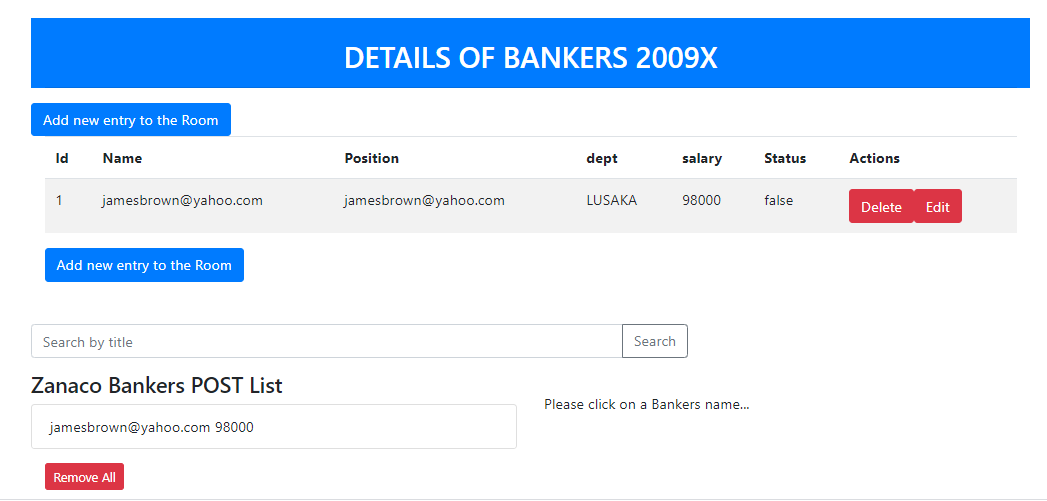 DETAILS OF BANKERS 2009X
Add new entry to the Room
Id Name Position dept salary Status Actions
1 jamesbrown@yahoo.com jamesbrown@yahoo.com LUSAKA 98000 false Delete Edit
Add new entry to the Room
Search by title Search
Zanaco Bankers POST List
Please click on a Bankers name...
jamesbrown@yahoo.com 98000
Remove All